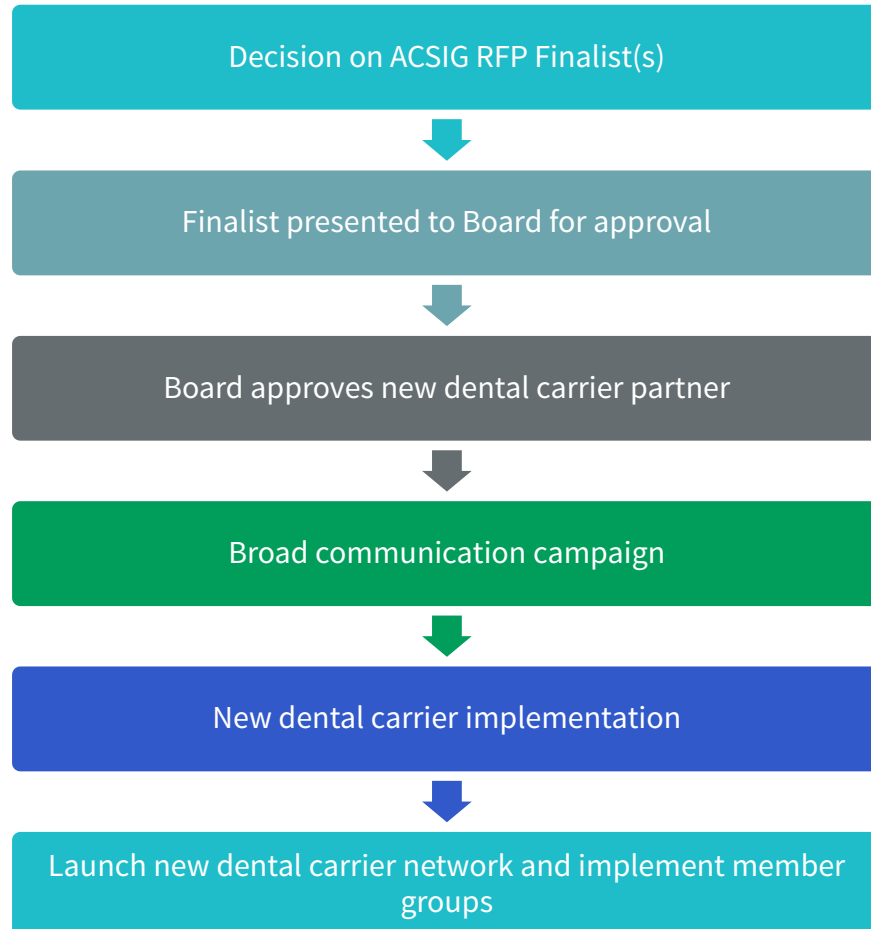 Decision on ACSIG RFP Finalist(s)
Finalist presented to Board for approval
Board approves new dental carrier partner
Broad communication campaign
New dental carrier implementation
Launch new dental carrier network and implement member
groups